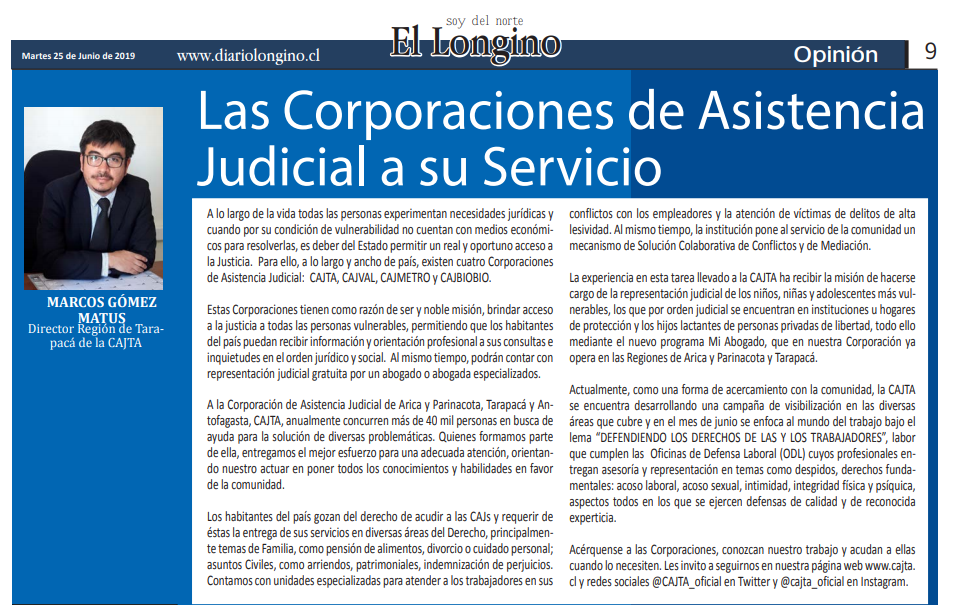 soy del norte
El Longino
Martes 25 de Junio de 2019
www.diariolongino.cl
Opinión
9
Las Corporaciones de Asistencia
Judicial a su Servicio
MARCOS GÓMEZ
MATUS
Director Región de Tara-
pacá de la CAJTA
A lo largo de la vida todas las personas experimentan necesidades jurídicas y
cuando por su condición de vulnerabilidad no cuentan con medios económi-
cos para resolverlas, es deber del Estado permitir un real y oportuno acceso a
la Justicia. Para ello, a lo largo y ancho de país, existen cuatro Corporaciones
de Asistencia Judicial: CAJTA, CAJVAL, CAJMETRO y CAJBIOBIO.
Estas Corporaciones tienen como razón de ser y noble misión, brindar acceso
a la justicia a todas las personas vulnerables, permitiendo que los habitantes
del país puedan recibir información y orientación profesional a sus consultas e
inquietudes en el orden jurídico y social. Al mismo tiempo, podrán contar con
representación judicial gratuita por un abogado o abogada especializados.
A la Corporación de Asistencia Judicial de Arica y Parinacota, Tarapacá y An-
tofagasta, CAJTA, anualmente concurren más de 40 mil personas en busca de
ayuda para la solución de diversas problemáticas. Quienes formamos parte
de ella, entregamos el mejor esfuerzo para una adecuada atención, orientan-
do nuestro actuar en poner todos los conocimientos y habilidades en favor
de la comunidad.
Los habitantes del país gozan del derecho de acudir a las CAJs y requerir de
éstas la entrega de sus servicios en diversas áreas del Derecho, principalmen-
te temas de Familia, como pensión de alimentos, divorcio o cuidado personal;
asuntos Civiles, como arriendos, patrimoniales, indemnización de perjuicios.
Contamos con unidades especializadas para atender a los trabajadores en sus
conflictos con los empleadores y la atención de víctimas de delitos de alta
lesividad. Al mismo tiempo, la institución pone al servicio de la comunidad un
mecanismo de Solución Colaborativa de Conflictos y de Mediación.
La experiencia en esta tarea llevado a la CAJTA ha recibir la misión de hacerse
cargo de la representación judicial de los niños, niñas y adolescentes más vul-
nerables, los que por orden judicial se encuentran en instituciones u hogares
de protección y los hijos lactantes de personas privadas de libertad, todo ello
mediante el nuevo programa Mi Abogado, que en nuestra Corporación ya
opera en las Regiones de Arica y Parinacota y Tarapacá.
Actualmente, como una forma de acercamiento con la comunidad, la CAJTA
se encuentra desarrollando una campaña de visibilización en las diversas
áreas que cubre y en el mes de junio se enfoca al mundo del trabajo bajo el
lema “DEFENDIENDO LOS DERECHOS DE LAS Y LOS TRABAJADORES”, labor
que cumplen las Oficinas de Defensa Laboral (ODL) cuyos profesionales en-
tregan asesoría y representación en temas como despidos, derechos funda-
mentales: acoso laboral, acoso sexual, intimidad, integridad física y psíquica,
aspectos todos en los que se ejercen defensas de calidad y de reconocida
experticia.
Acérquense a las Corporaciones, conozcan nuestro trabajo y acudan a ellas
cuando lo necesiten. Les invito a seguirnos en nuestra página web www.cajta.
cl y redes sociales @CAJTA_oficial en Twitter y @cajta_oficial en Instagram.